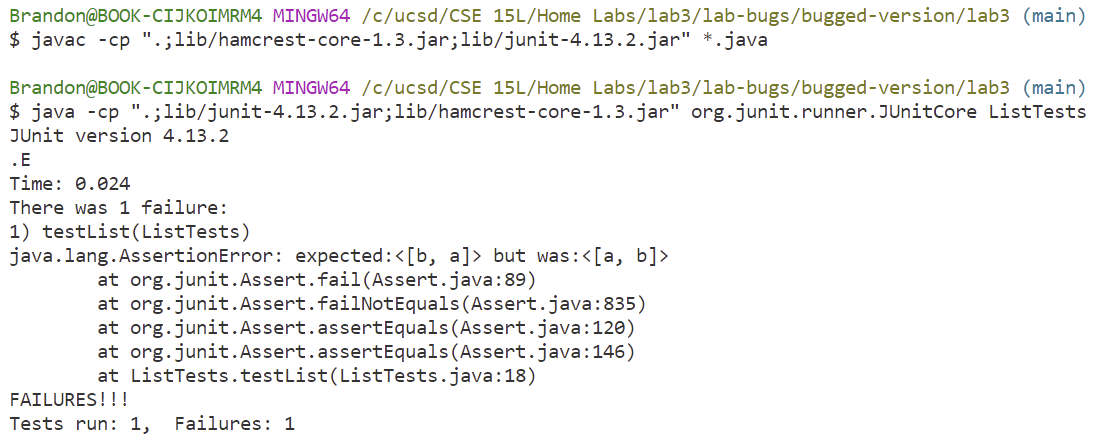 Brandon@BOOK-CIJKOIMRM4 MINGW64 /c/ucsd/CSE 15L/Home Labs/lab3/lab-bugs/bugged-version/lab3 (main)
$ javac -cp ".;lib/hamcrest-core-1.3.jar;lib/junit-4.13.2.jar" *.java
Brandon@BOOK-CIJKOIMRM4 MINGW64 /c/ucsd/CSE 15L/Home Labs/lab3/lab-bugs/bugged-version/lab3 (main)
$ java -cp ".;lib/junit-4.13.2.jar;lib/hamcrest-core-1.3.jar" org.junit.runner.JUnitCore ListTests
JUnit version 4.13.2
.E
Time: 0.024
There was 1 failure:
1) testList(ListTests)
java.lang.AssertionError: expected:<[b, a]> but was:<[a, b]>
        at org.junit.Assert.fail(Assert.java:89)
        at org.junit.Assert.failNotEquals(Assert.java:835)
        at org.junit.Assert.assertEquals(Assert.java:120)
        at org.junit.Assert.assertEquals(Assert.java:146)
        at ListTests.testList(ListTests.java:18)
FAILURES!!!
Tests run: 1,  Failures: 1